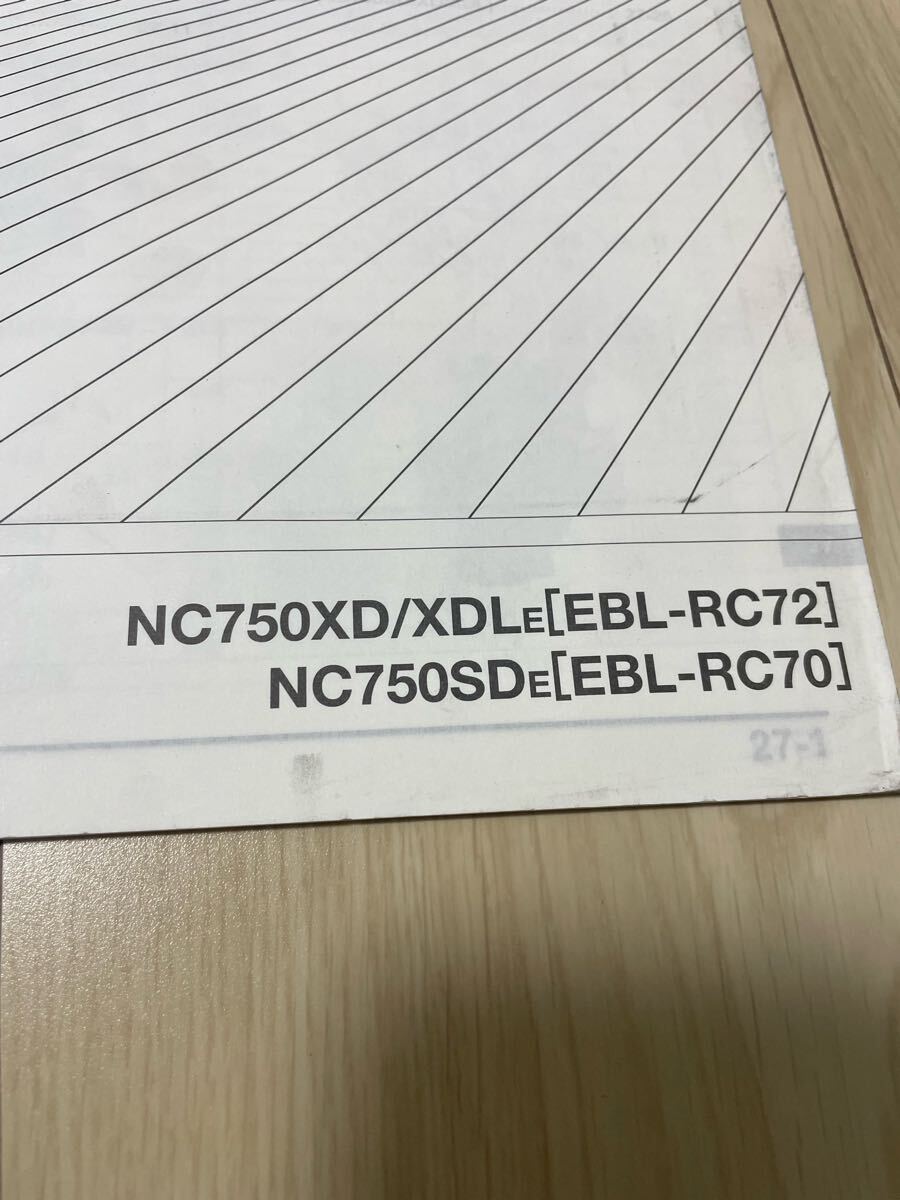 NC750XD/XDLE[EBL-RC72]
NC750SDE[EBL-RC70]
27-1